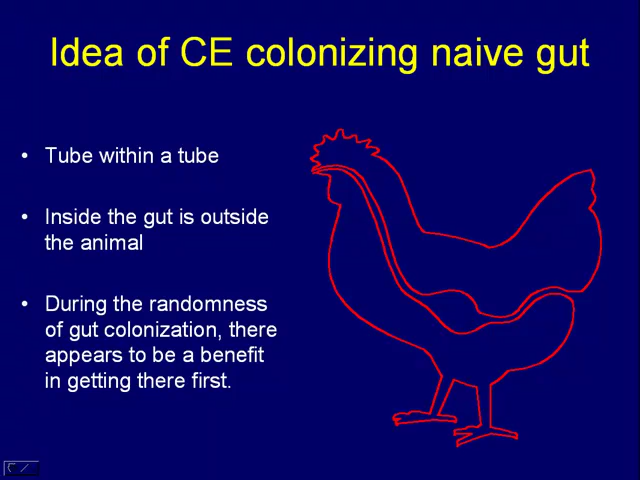 Idea of CE colonizing naive gut
• Tube within a tube
• Inside the gut is outside
the animal
• During the randomness
of gut colonization, there
appears to be a benefit
in getting there first.